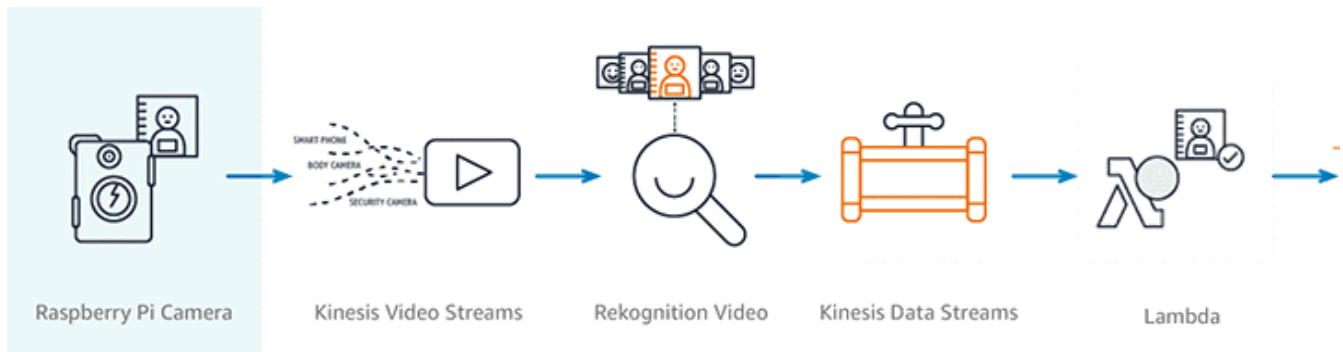 SMART PHONE
BODY CAMERA
SECURITY CAMERA
Raspberry Pi Camera
Kinesis Video Streams
Rekognition Video
Kinesis Data Streams
Lambda